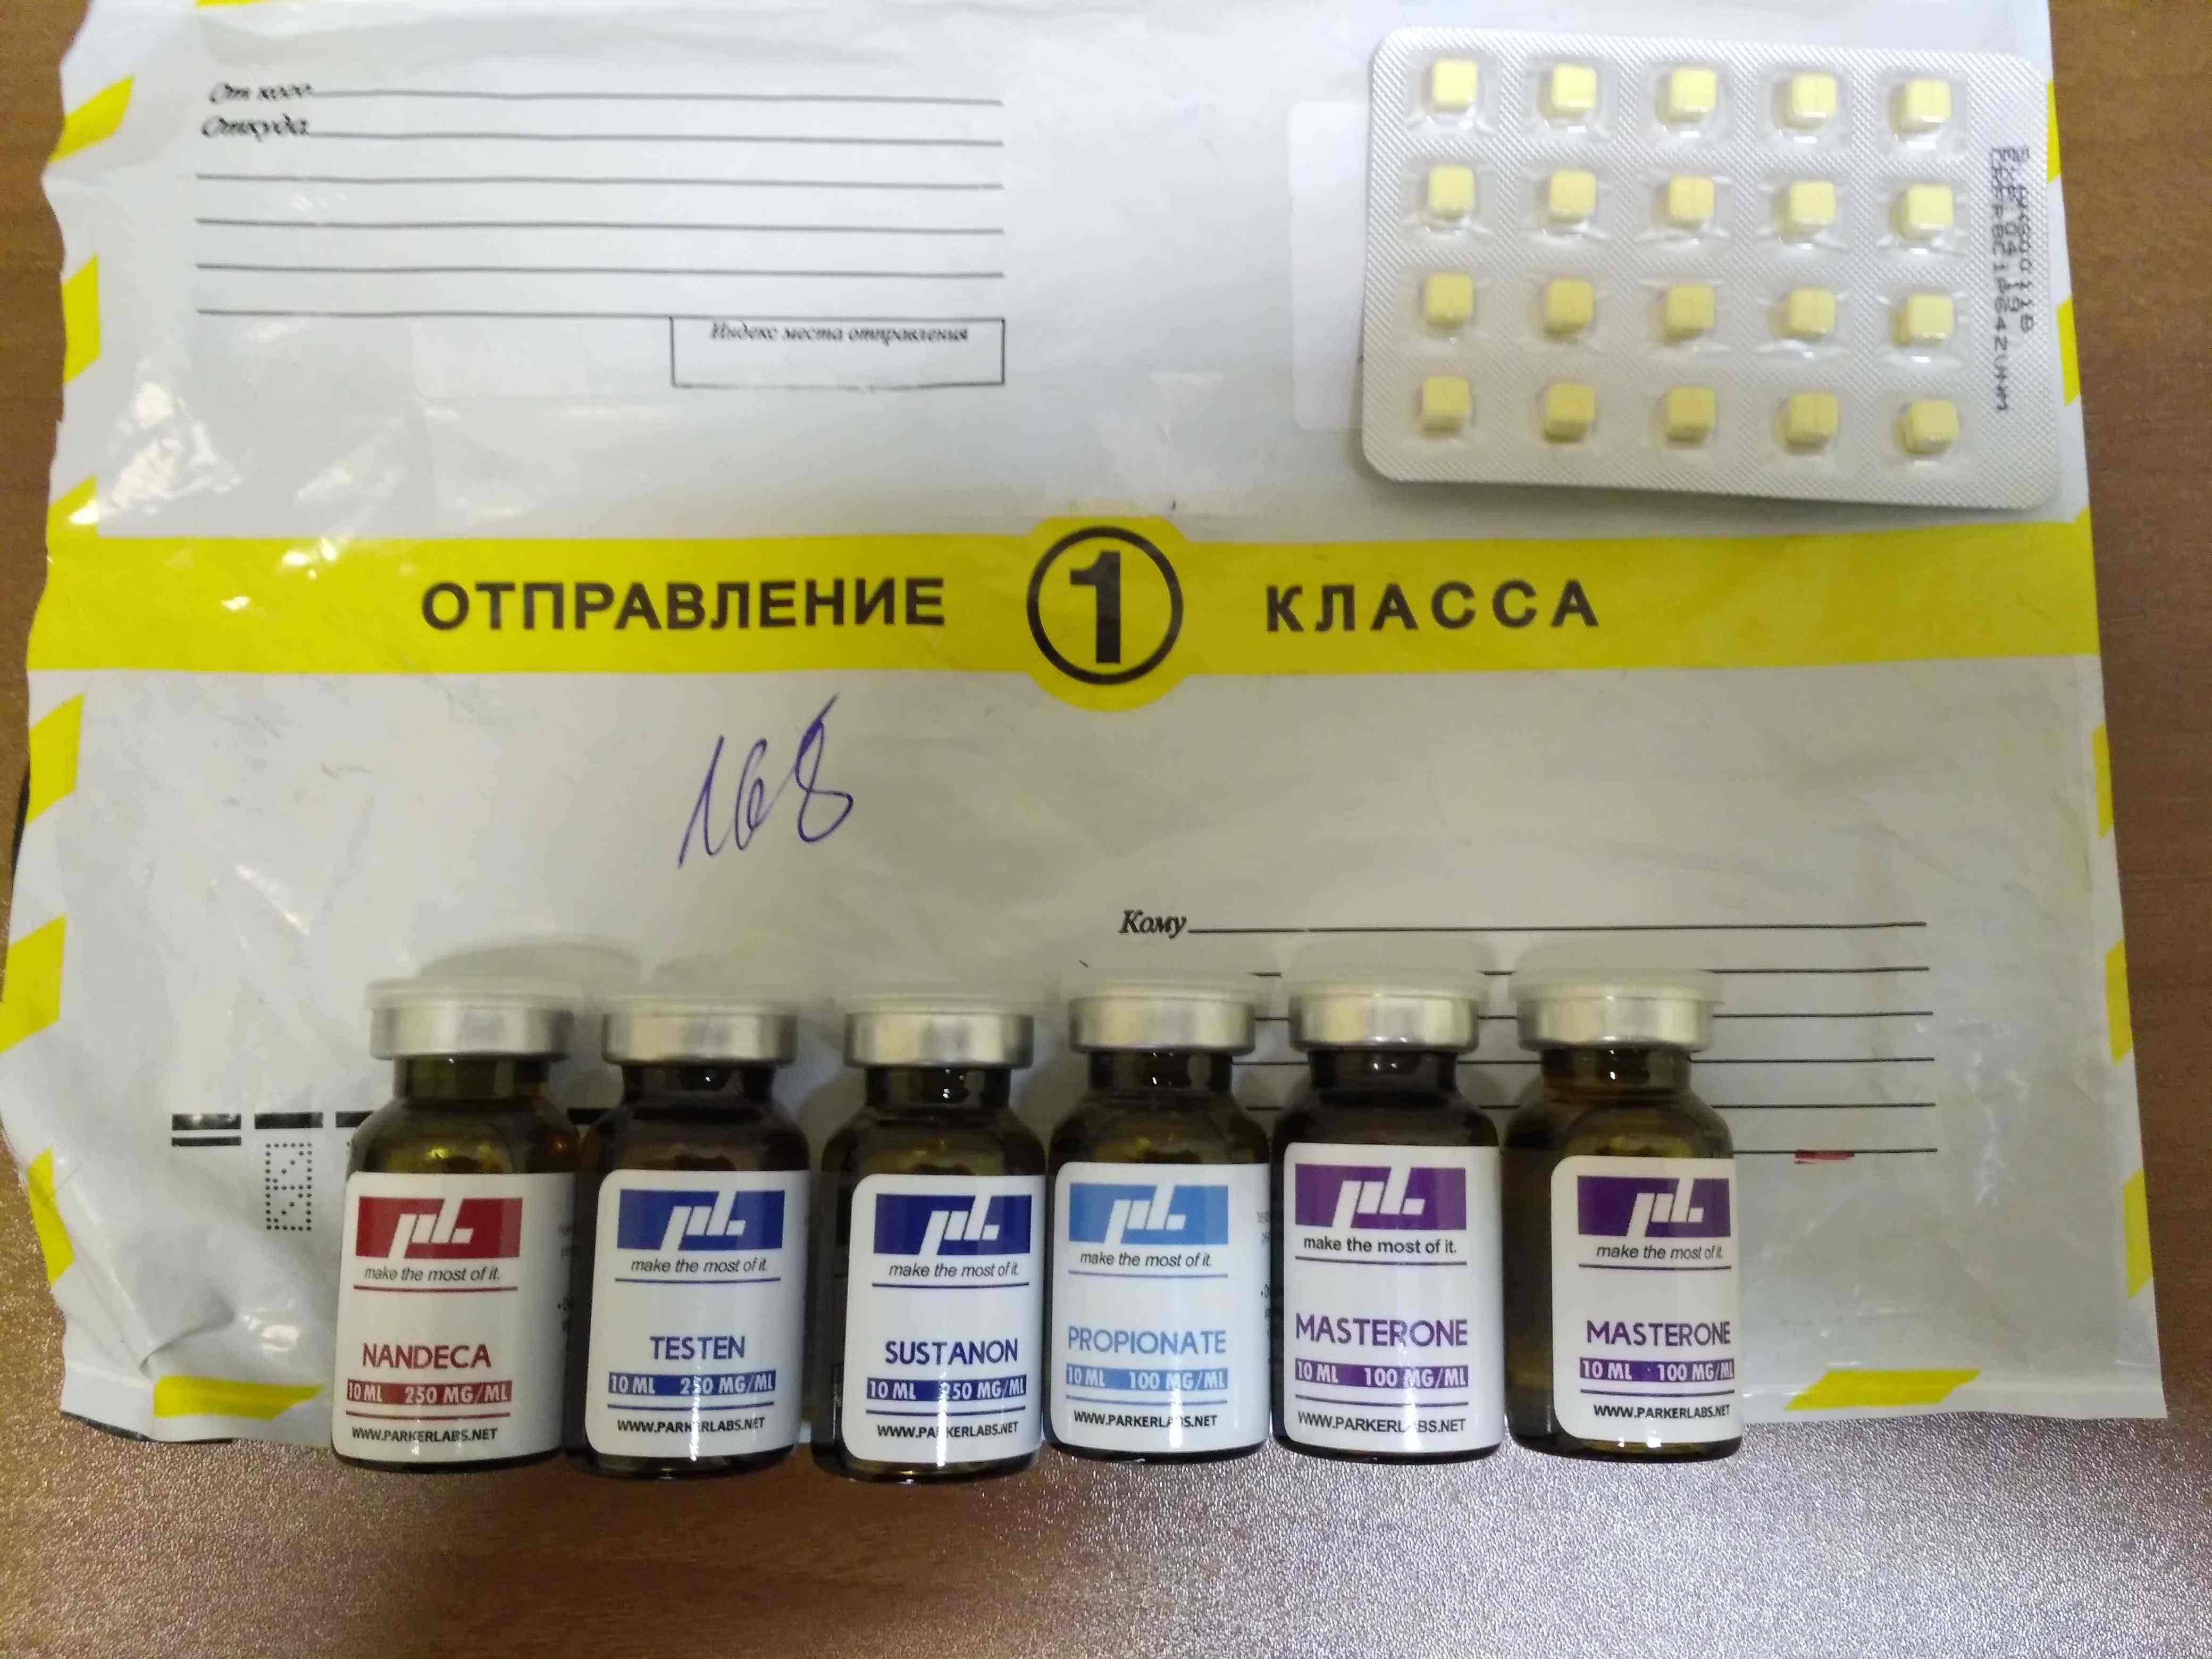 От кого
Откуда
Индекс места отправления
ОТПРАВЛЕНИЕ 1 КЛАССА
168
Кому
make the most of it.
NANDECA
10 ML 250 MG/ML
WWW.PARKERLABS.NET
make the most of it.
TESTEN
10 ML 250 MG/ML
WWW.PARKERLABS.NET
make the most of it.
SUSTANON
10 ML 250 MG/ML
WWW.PARKERLABS.NET
make the most of it.
PROPIONATE
10 ML 100 MG/ML
WWW.PARKERLABS.NET
make the most of it.
MASTERONE
10 ML 100 MG/ML
WWW.PARKERLABS.NET
make the most of it.
MASTERONE
10 ML 100 MG/ML
WWW.PARKERLABS.NET